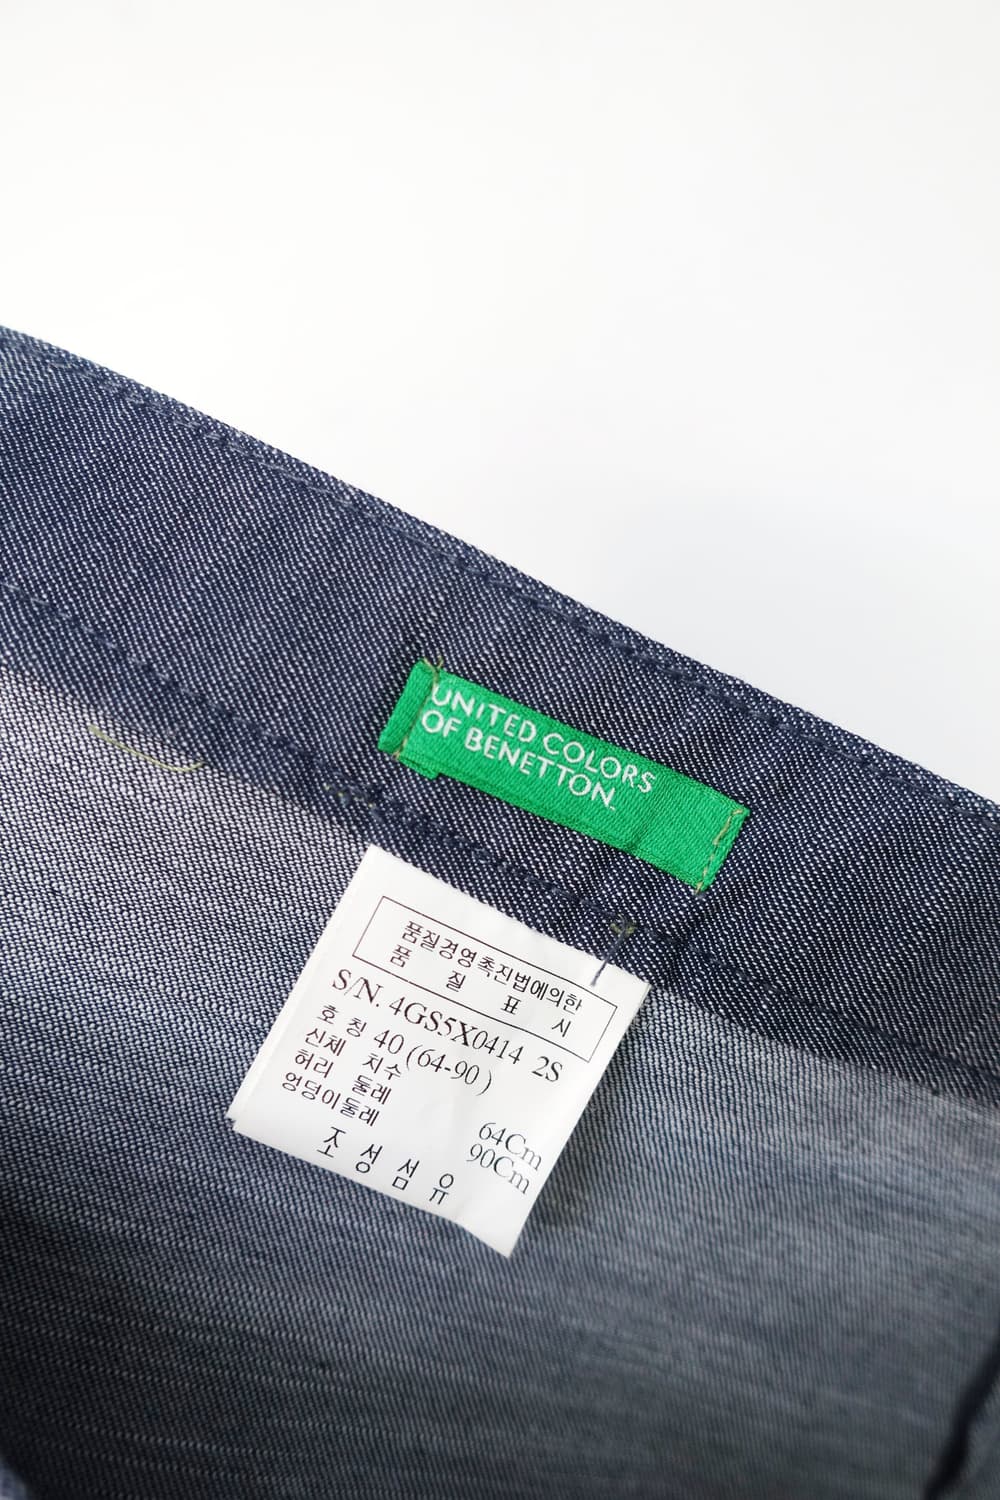 UNITED COLORS
OF BENETTON.
품질경영촉진법에의한
품 질 표 시
S/N. 4GS5X0414 2S
호 칭 40 (64-90)
신체 치수
허리 둘레 64Cm
엉덩이둘레 90Cm
조성섬유